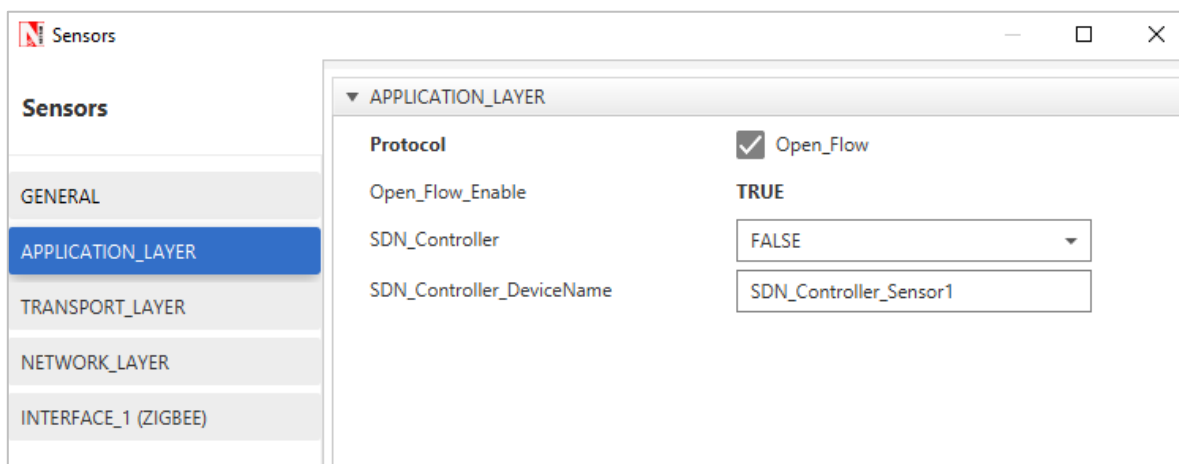 Sensors
Sensors
GENERAL
APPLICATION_LAYER
TRANSPORT_LAYER
NETWORK_LAYER
INTERFACE_1 (ZIGBEE)
APPLICATION_LAYER
Protocol Open_Flow
Open_Flow_Enable TRUE
SDN_Controller FALSE
SDN_Controller_DeviceName SDN_Controller_Sensor1